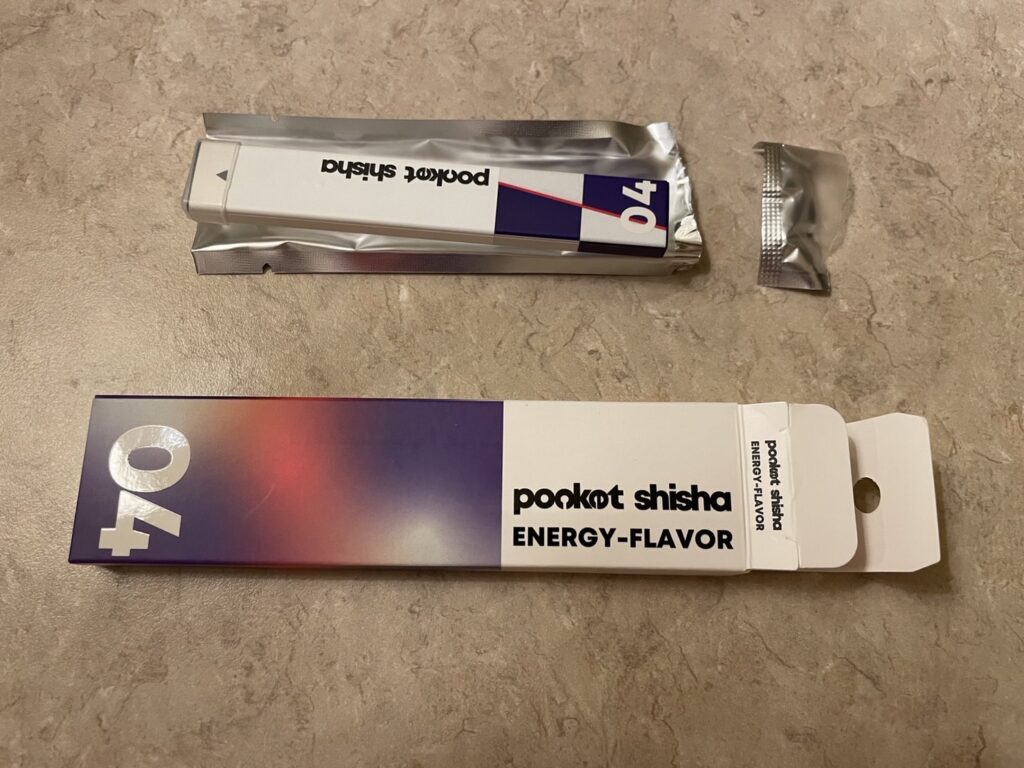 pocket shisha
04
04
pocket shisha
ENERGY-FLAVOR
pocket shisha
ENERGY-FLAVOR